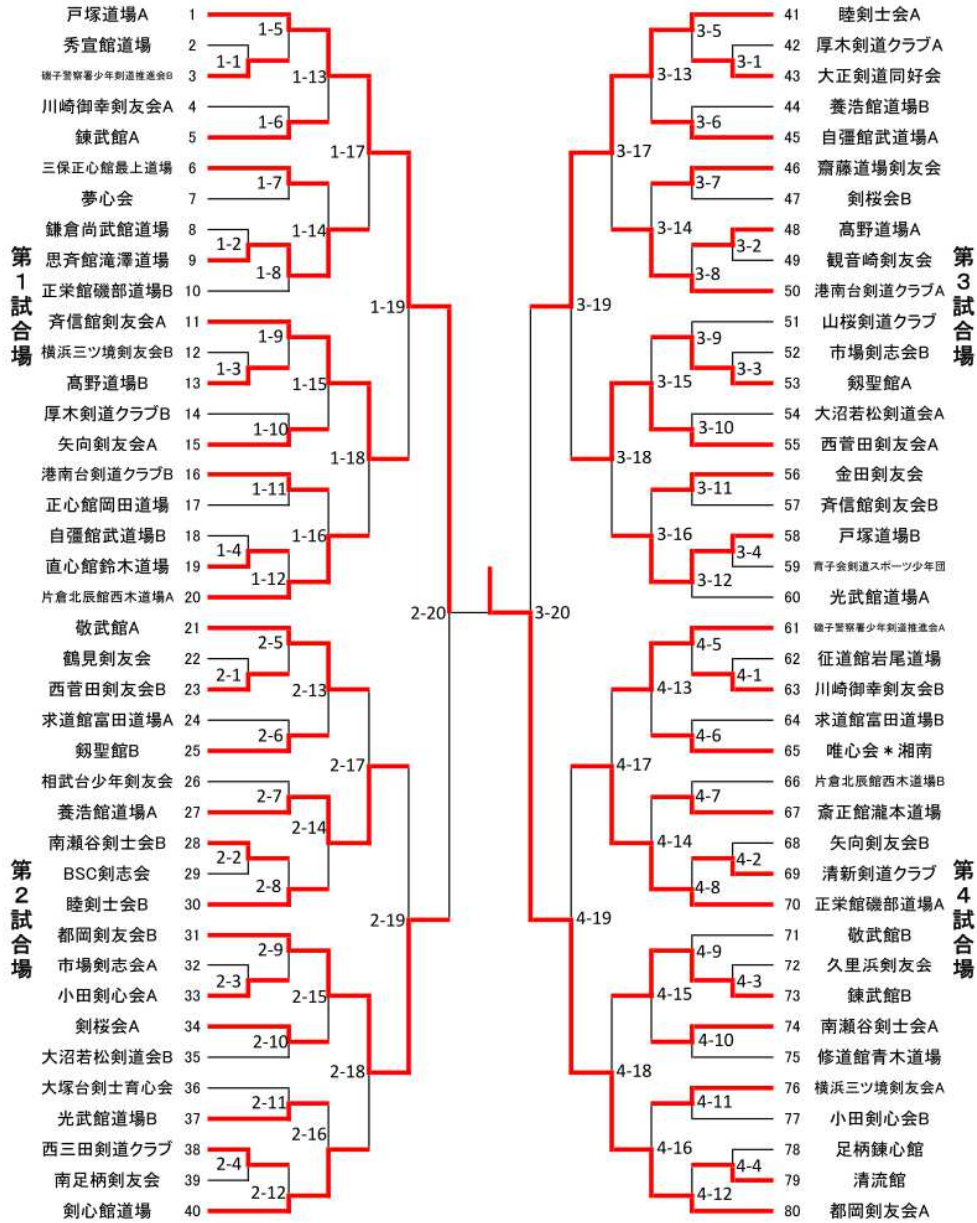 戸塚道場A 1
秀宣館道場 2
磯子警察署少年剣道推進会B 3
川崎御幸剣友会A 4
錬武館A 5
三保正心館最上道場 6
夢心会 7
鎌倉尚武館道場 8
思斉館滝澤道場 9
正栄館磯部道場B 10
斉信館剣友会A 11
横浜三ツ境剣友会B 12
髙野道場B 13
厚木剣道クラブB 14
矢向剣友会A 15
港南台剣道クラブB 16
正心館岡田道場 17
自彊館武道場B 18
直心館鈴木道場 19
片倉北辰館西木道場A 20
敬武館A 21
鶴見剣友会 22
西菅田剣友会B 23
求道館富田道場A 24
剱聖館B 25
相武台少年剣友会 26
養浩館道場A 27
南瀬谷剣士会B 28
BSC剣志会 29
睦剣士会B 30
都岡剣友会B 31
市場剣志会A 32
小田剣心会A 33
剣桜会A 34
大沼若松剣道会B 35
大塚台剣士育心会 36
光武館道場B 37
西三田剣道クラブ 38
南足柄剣友会 39
剣心館道場 40
第1試合場
第2試合場
1-1
1-2
1-3
1-4
1-5
1-6
1-7
1-8
1-9
1-10
1-11
1-12
1-13
1-14
1-15
1-16
1-17
1-18
1-19
2-1
2-2
2-3
2-4
2-5
2-6
2-7
2-8
2-9
2-10
2-11
2-12
2-13
2-14
2-15
2-16
2-17
2-18
2-19
2-20
3-20
3-19
3-17
3-18
3-13
3-14
3-15
3-16
3-5
3-6
3-7
3-8
3-9
3-10
3-11
3-12
3-1
3-2
3-3
3-4
4-19
4-17
4-18
4-13
4-14
4-15
4-16
4-5
4-6
4-7
4-8
4-9
4-10
4-11
4-12
4-1
4-2
4-3
4-4
41 睦剣士会A
42 厚木剣道クラブA
43 大正剣道同好会
44 養浩館道場B
45 自彊館武道場A
46 齋藤道場剣友会
47 剣桜会B
48 髙野道場A
49 観音崎剣友会
50 港南台剣道クラブA
51 山桜剣道クラブ
52 市場剣志会B
53 剱聖館A
54 大沼若松剣道会A
55 西菅田剣友会A
56 金田剣友会
57 斉信館剣友会B
58 戸塚道場B
59 育子会剣道スポーツ少年団
60 光武館道場A
61 磯子警察署少年剣道推進会A
62 征道館岩尾道場
63 川崎御幸剣友会B
64 求道館富田道場B
65 唯心会＊湘南
66 片倉北辰館西木道場B
67 斎正館瀧本道場
68 矢向剣友会B
69 清新剣道クラブ
70 正栄館磯部道場A
71 敬武館B
72 久里浜剣友会
73 錬武館B
74 南瀬谷剣士会A
75 修道館青木道場
76 横浜三ツ境剣友会A
77 小田剣心会B
78 足柄錬心館
79 清流館
80 都岡剣友会A
第3試合場
第4試合場